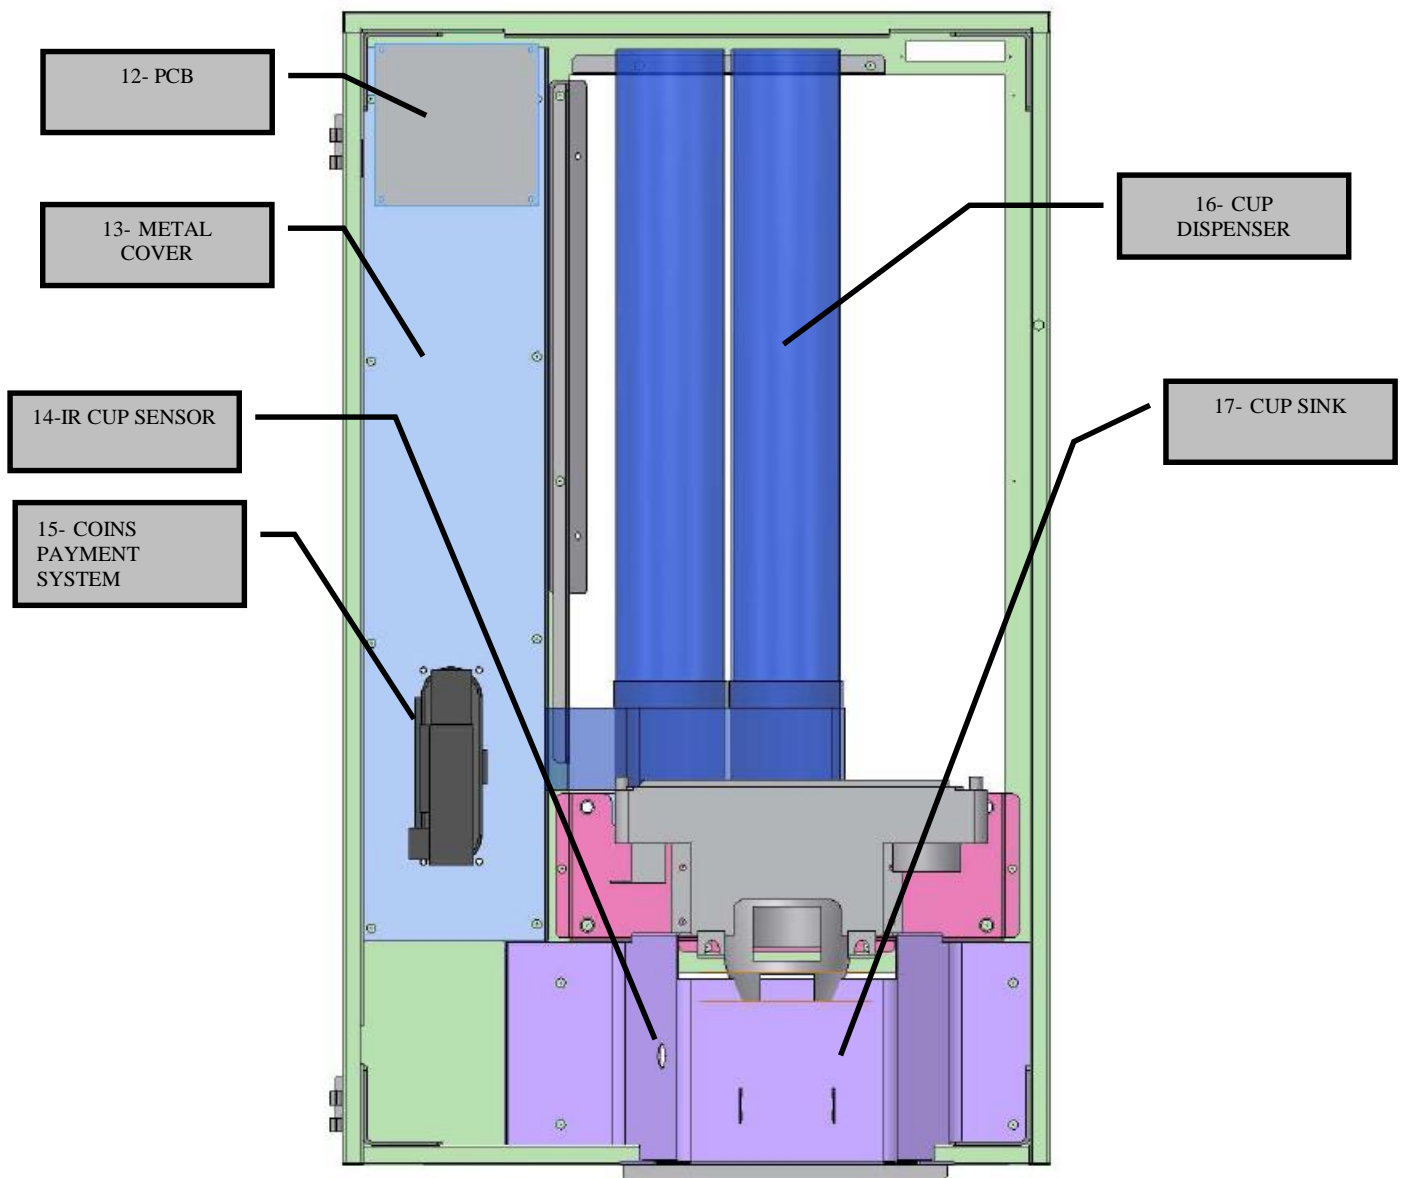 12- PCB
13- METAL
COVER
14-IR CUP SENSOR
15- COINS
PAYMENT
SYSTEM
16- CUP
DISPENSER
17- CUP SINK